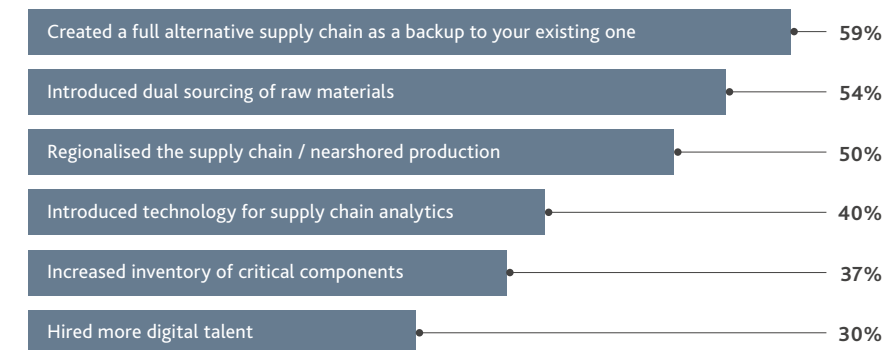 Created a full alternative supply chain as a backup to your existing one 59%
Introduced dual sourcing of raw materials 54%
Regionalised the supply chain / nearshored production 50%
Introduced technology for supply chain analytics 40%
Increased inventory of critical components 37%
Hired more digital talent 30%